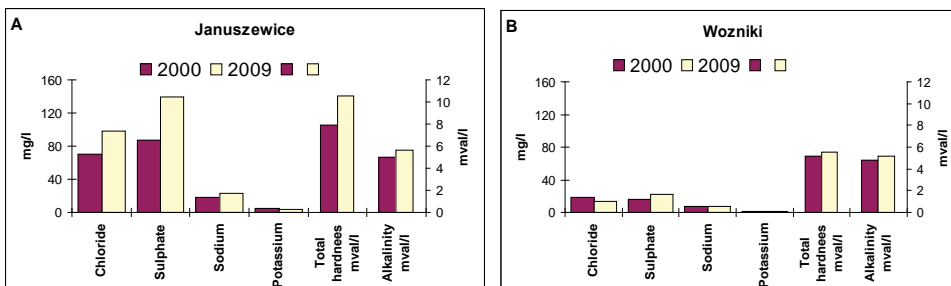 A
Januszewice
2000 2009
160
120
80
40
0
mg/l
12
10
8
6
4
2
0
mval/l
Chloride
Sulphate
Sodium
Potassium
Total
hardnees
mval/l
Alkalinity
mval/l
B
Wozniki
2000 2009
160
120
80
40
0
mg/l
12
10
8
6
4
2
0
mval/l
Chloride
Sulphate
Sodium
Potassium
Total
hardnees
mval/l
Alkalinity
mval/l